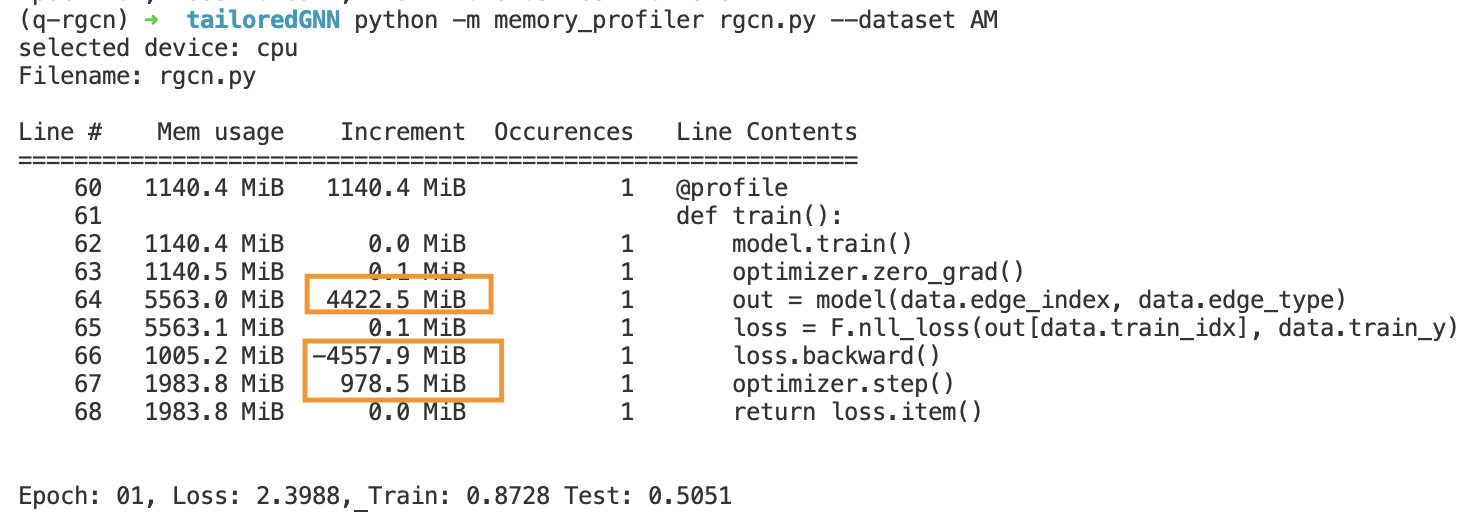 (q-rgcn) ➜ tailoredGNN python -m memory_profiler rgcn.py --dataset AM
selected device: cpu
Filename: rgcn.py
Line #    Mem usage    Increment  Occurences   Line Contents
============================================================
    60   1140.4 MiB   1140.4 MiB           1   @profile
    61                                         def train():
    62   1140.4 MiB      0.0 MiB           1       model.train()
    63   1140.5 MiB      0.1 MiB           1       optimizer.zero_grad()
    64   5563.0 MiB   4422.5 MiB           1       out = model(data.edge_index, data.edge_type)
    65   5563.1 MiB      0.1 MiB           1       loss = F.nll_loss(out[data.train_idx], data.train_y)
    66   1005.2 MiB  -4557.9 MiB           1       loss.backward()
    67   1983.8 MiB    978.5 MiB           1       optimizer.step()
    68   1983.8 MiB      0.0 MiB           1       return loss.item()
Epoch: 01, Loss: 2.3988, Train: 0.8728 Test: 0.5051